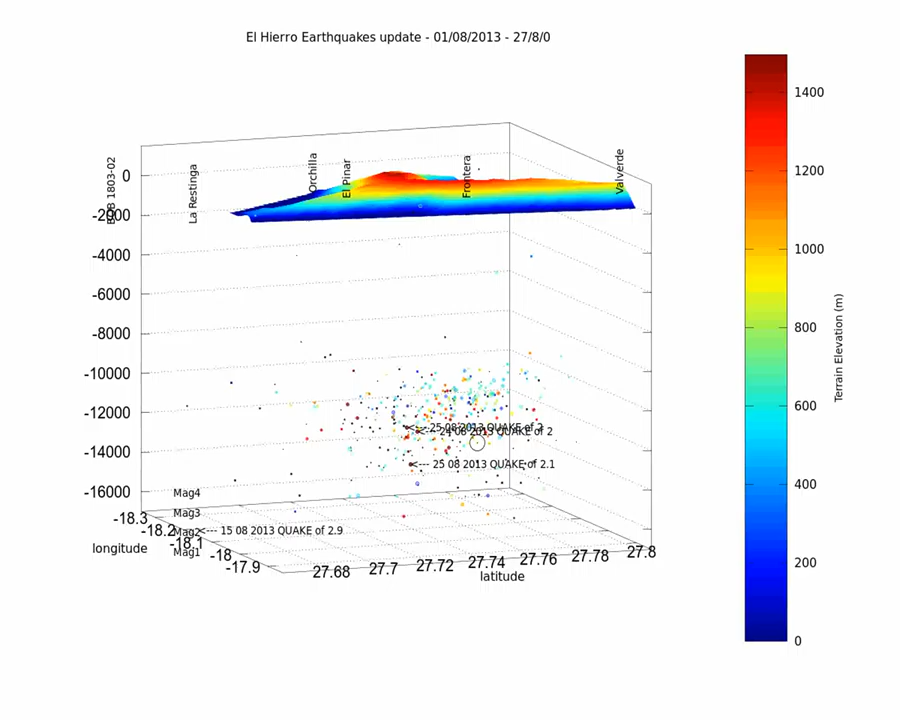 El Hierro Earthquakes update - 01/08/2013 - 27/8/0
1400
1200
1000
800
600
400
200
0
Terrain Elevation (m)
La Restinga
Orchilla
El Pinar
Frontera
Valverde
1803-02
0
-2000
-4000
-6000
-8000
-10000
-12000
-14000
-16000
<--- 25 08 2013 QUAKE of 2
<--- 24 08 2013 QUAKE of 2
<--- 25 08 2013 QUAKE of 2.1
Mag4
Mag3
Mag2
<--- 15 08 2013 QUAKE of 2.9
Mag1
-18.3
-18.2
-18.1
-18
-17.9
longitude
27.68
27.7
27.72
27.74
27.76
27.78
27.8
latitude